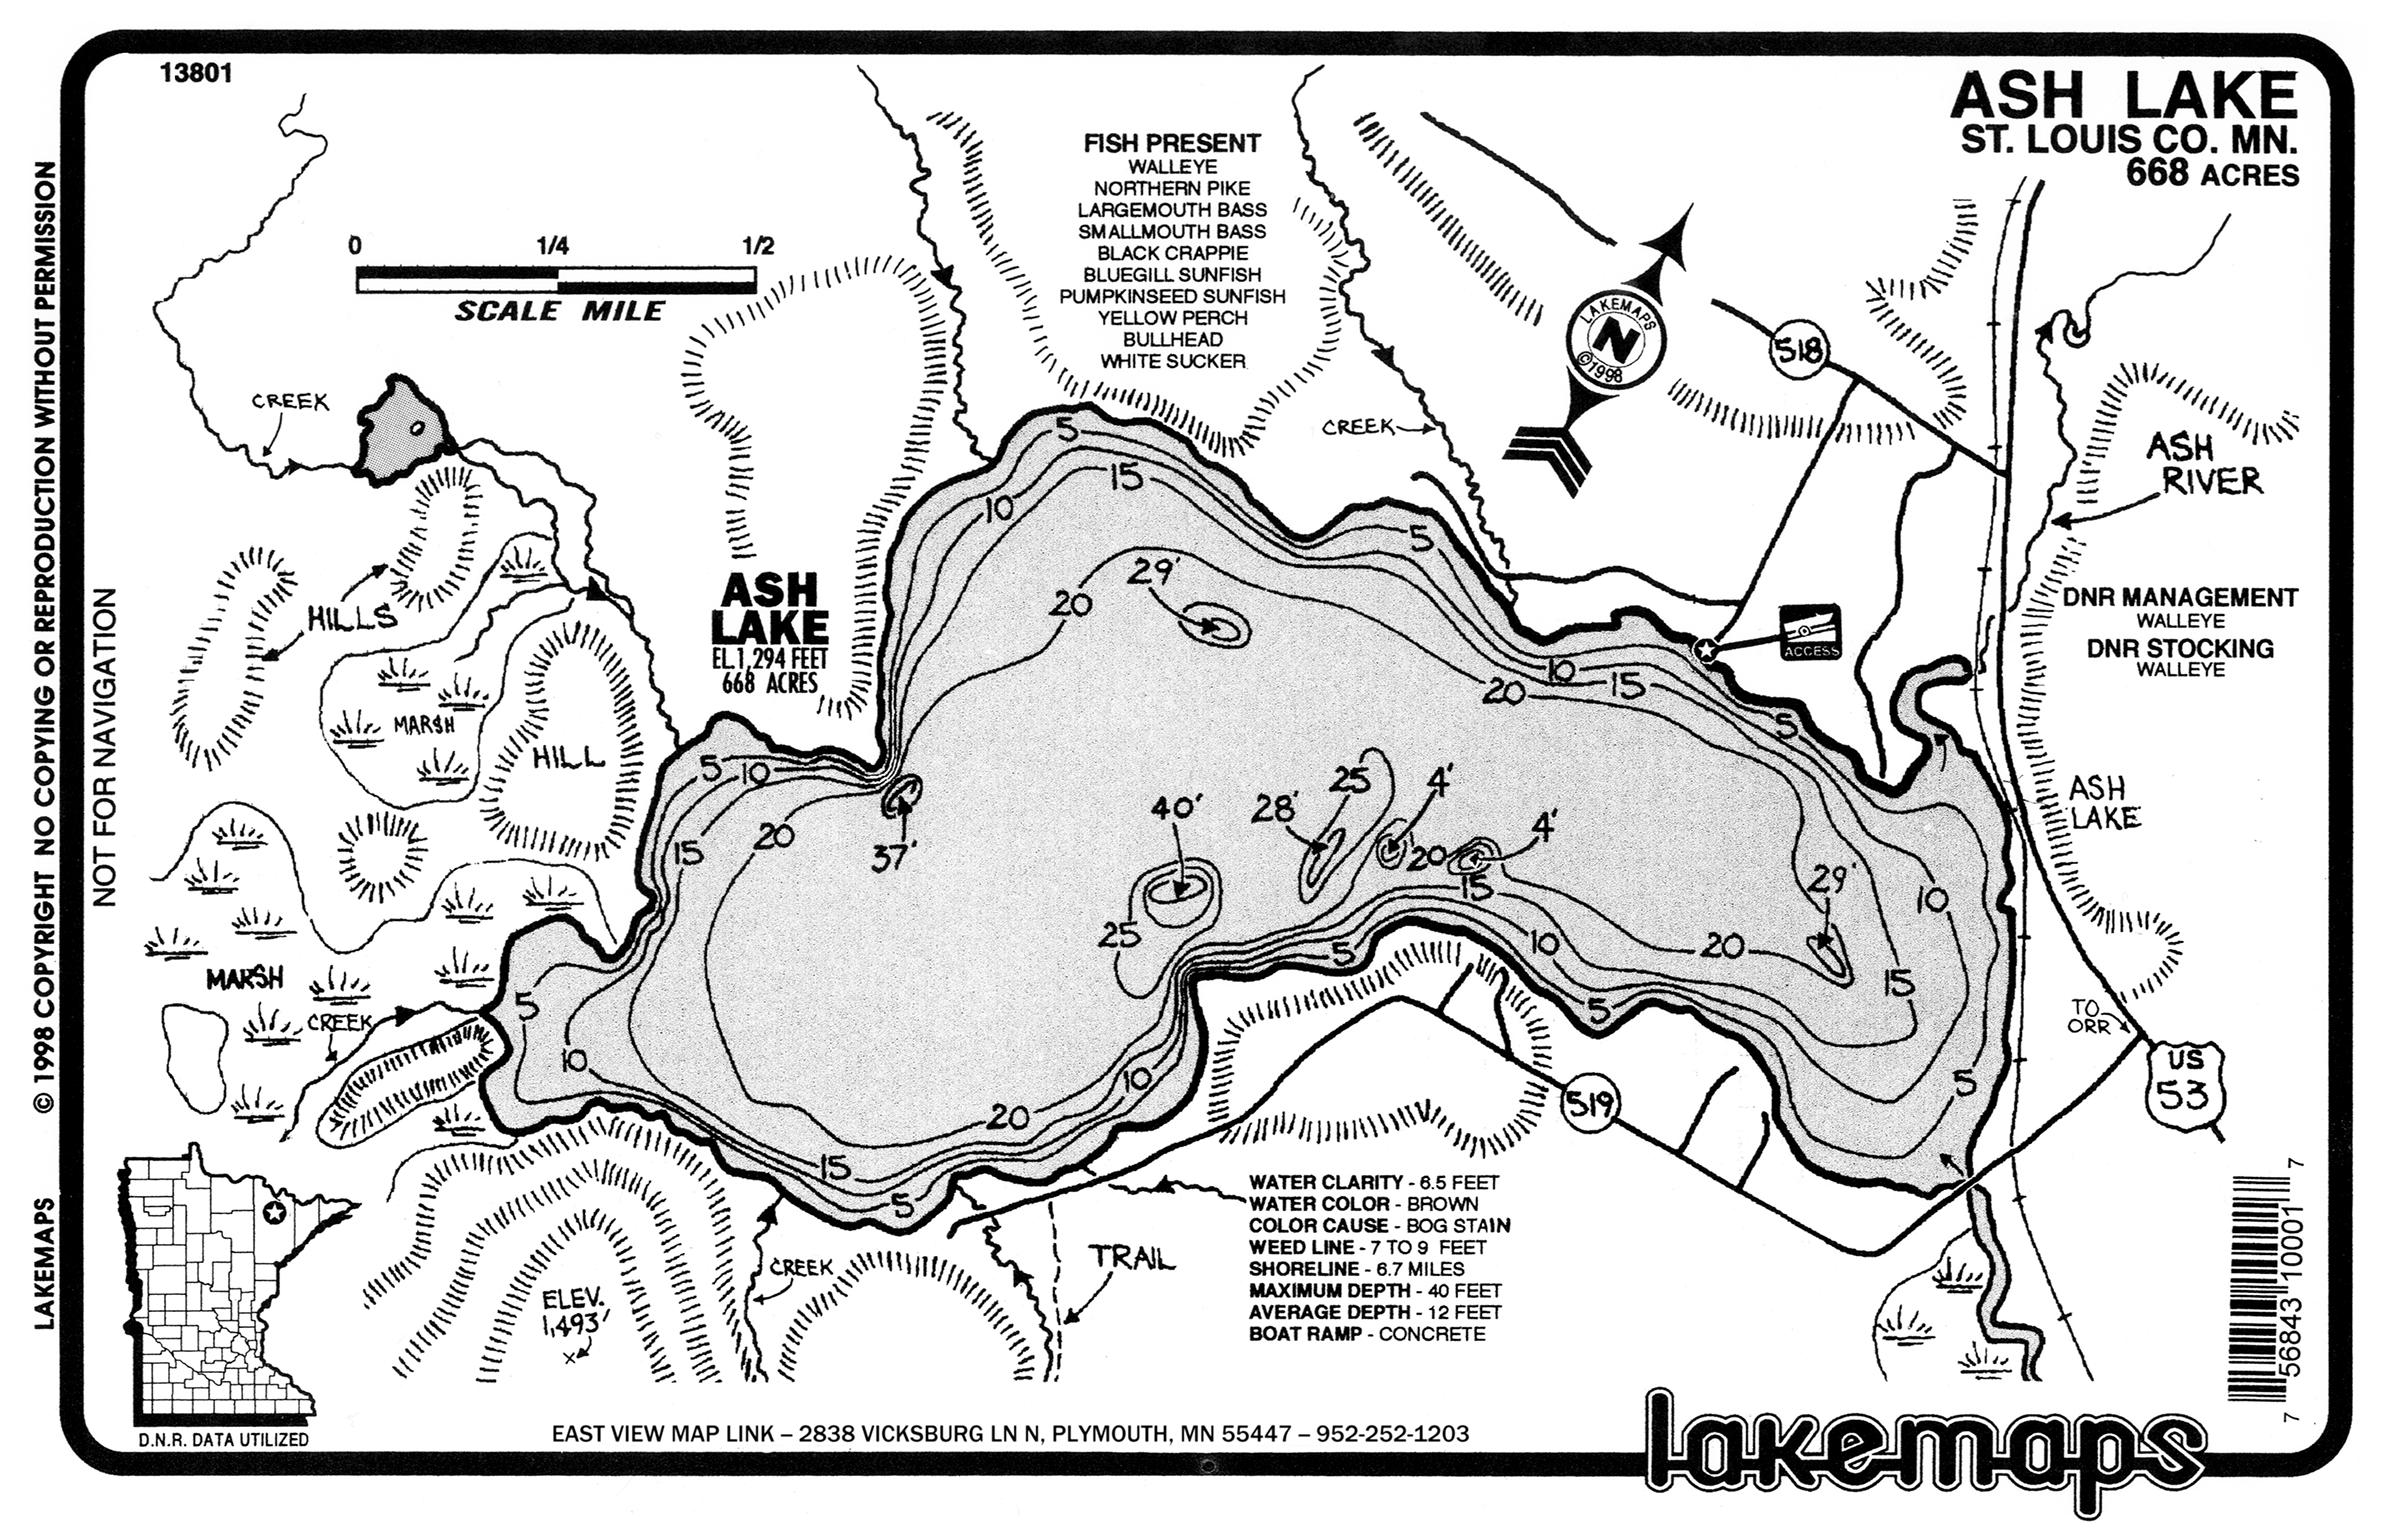 13801
ASH LAKE
ST. LOUIS CO. MN.
668 ACRES
© 1998 COPYRIGHT NO COPYING OR REPRODUCTION WITHOUT PERMISSION
LAKEMAPS
NOT FOR NAVIGATION
0 1/4 1/2
SCALE MILE
FISH PRESENT
WALLEYE
NORTHERN PIKE
LARGEMOUTH BASS
SMALLMOUTH BASS
BLACK CRAPPIE
BLUEGILL SUNFISH
PUMPKINSEED SUNFISH
YELLOW PERCH
BULLHEAD
WHITE SUCKER
LAKEMAPS
N
©1998
518
CREEK
CREEK
ASH
RIVER
HILLS
MARSH
HILL
ASH
LAKE
EL.1,294 FEET
668 ACRES
ACCESS
DNR MANAGEMENT
WALLEYE
DNR STOCKING
WALLEYE
ASH
LAKE
5
15
10
5
29'
20
10
15
20
5
5
10
15
20
37'
40'
25
28'
25
4'
20
4'
15
29'
10
20
15
10
5
5
5
10
10
20
15
5
5
MARSH
CREEK
TO
ORR
US
53
519
ELEV.
1,493'
x
CREEK
TRAIL
WATER CLARITY - 6.5 FEET
WATER COLOR - BROWN
COLOR CAUSE - BOG STAIN
WEED LINE - 7 TO 9 FEET
SHORELINE - 6.7 MILES
MAXIMUM DEPTH - 40 FEET
AVERAGE DEPTH - 12 FEET
BOAT RAMP - CONCRETE
7 56843 10001 7
D.N.R. DATA UTILIZED
EAST VIEW MAP LINK – 2838 VICKSBURG LN N, PLYMOUTH, MN 55447 – 952-252-1203
lakemaps